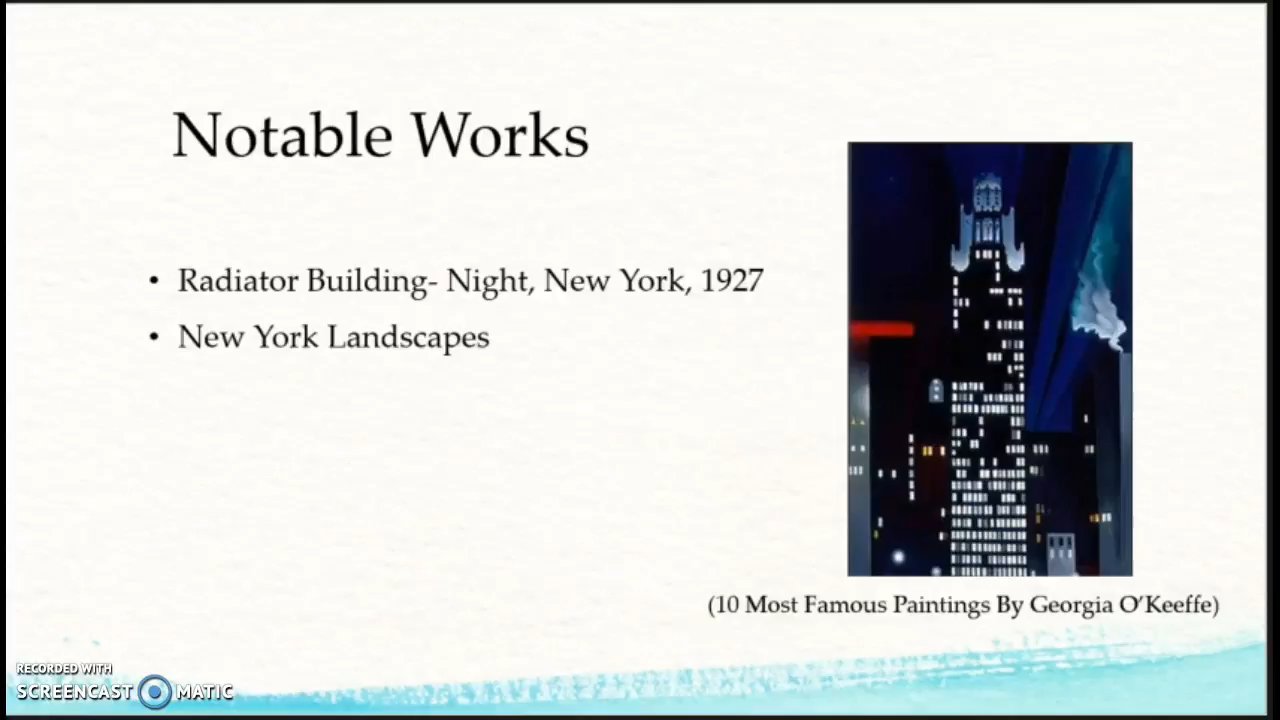 Notable Works
• Radiator Building- Night, New York, 1927
• New York Landscapes
(10 Most Famous Paintings By Georgia O’Keeffe)
RECORDED WITH
SCREENCAST MATIC